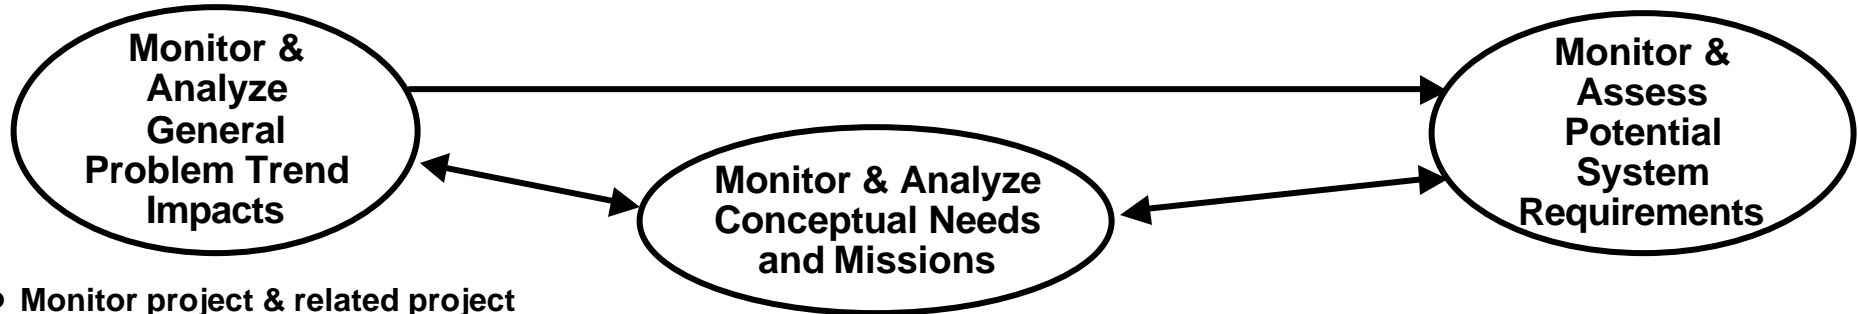 Monitor &
Analyze
General
Problem Trend
Impacts
Monitor & Analyze
Conceptual Needs
and Missions
Monitor &
Assess
Potential
System
Requirements
• Monitor project & related project